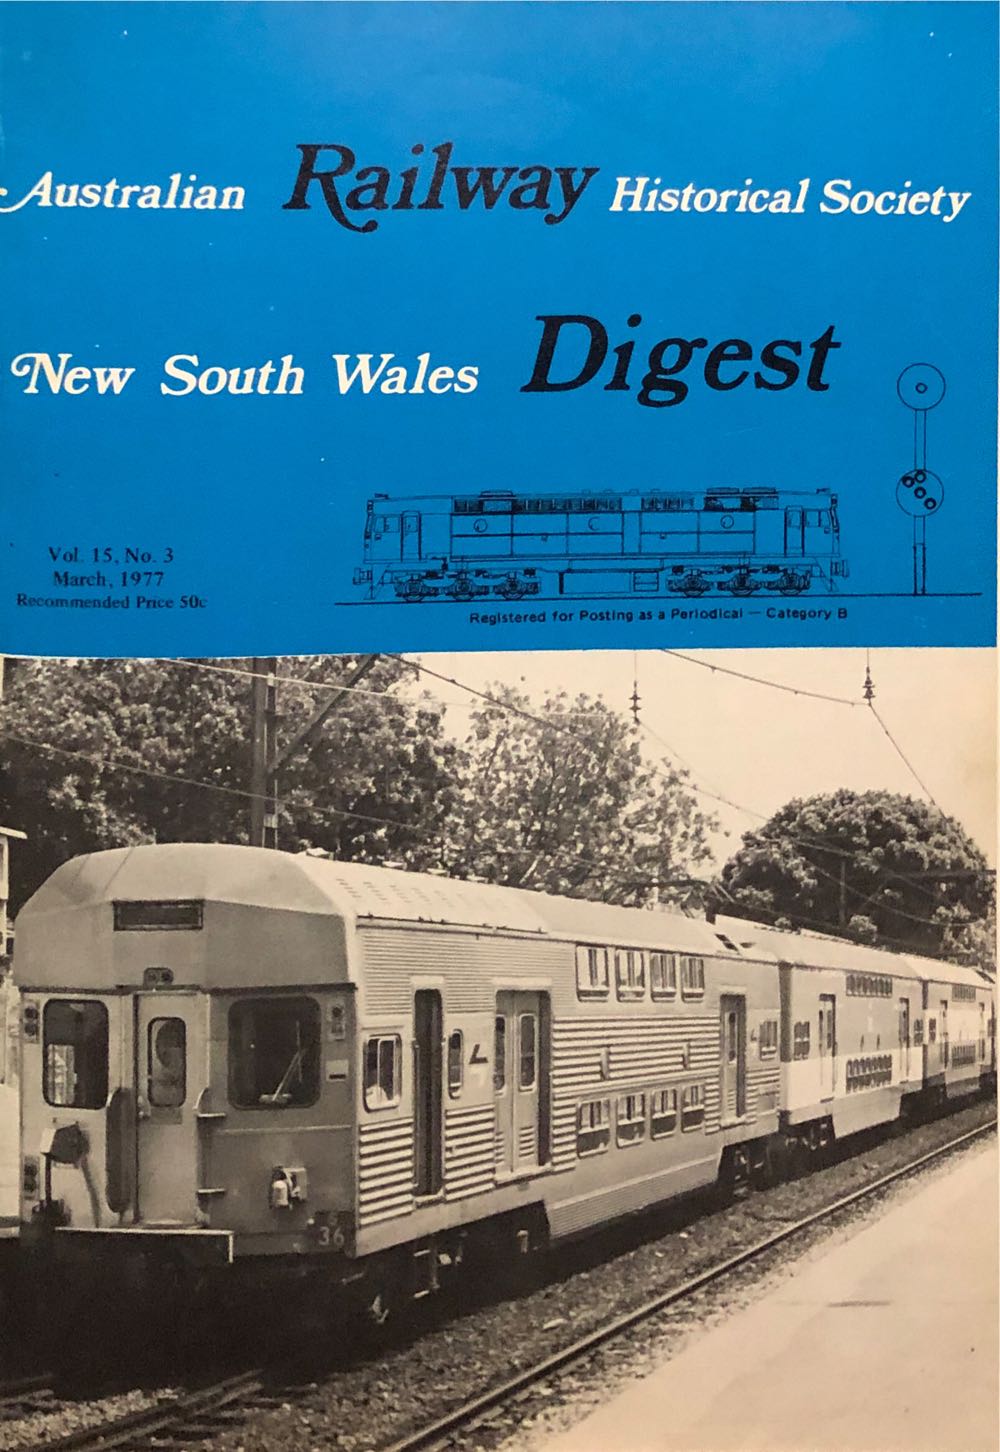 Australian Railway Historical Society
New South Wales Digest
Vol. 15, No. 3
March, 1977
Recommended Price 50c
Registered for Posting as a Periodical — Category B
36